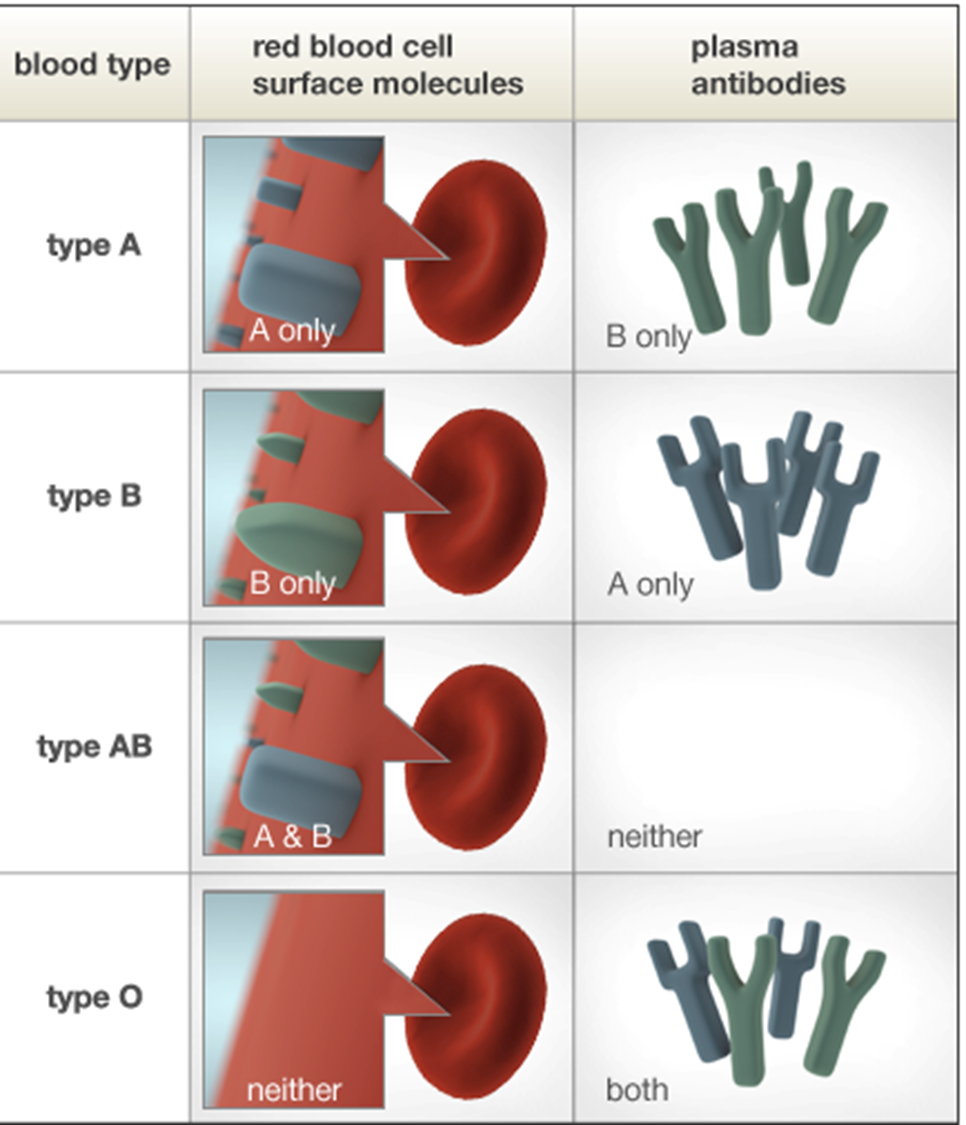 blood type
red blood cell
surface molecules
plasma
antibodies
type A
A only
B only
type B
B only
A only
type AB
A & B
neither
type O
neither
both